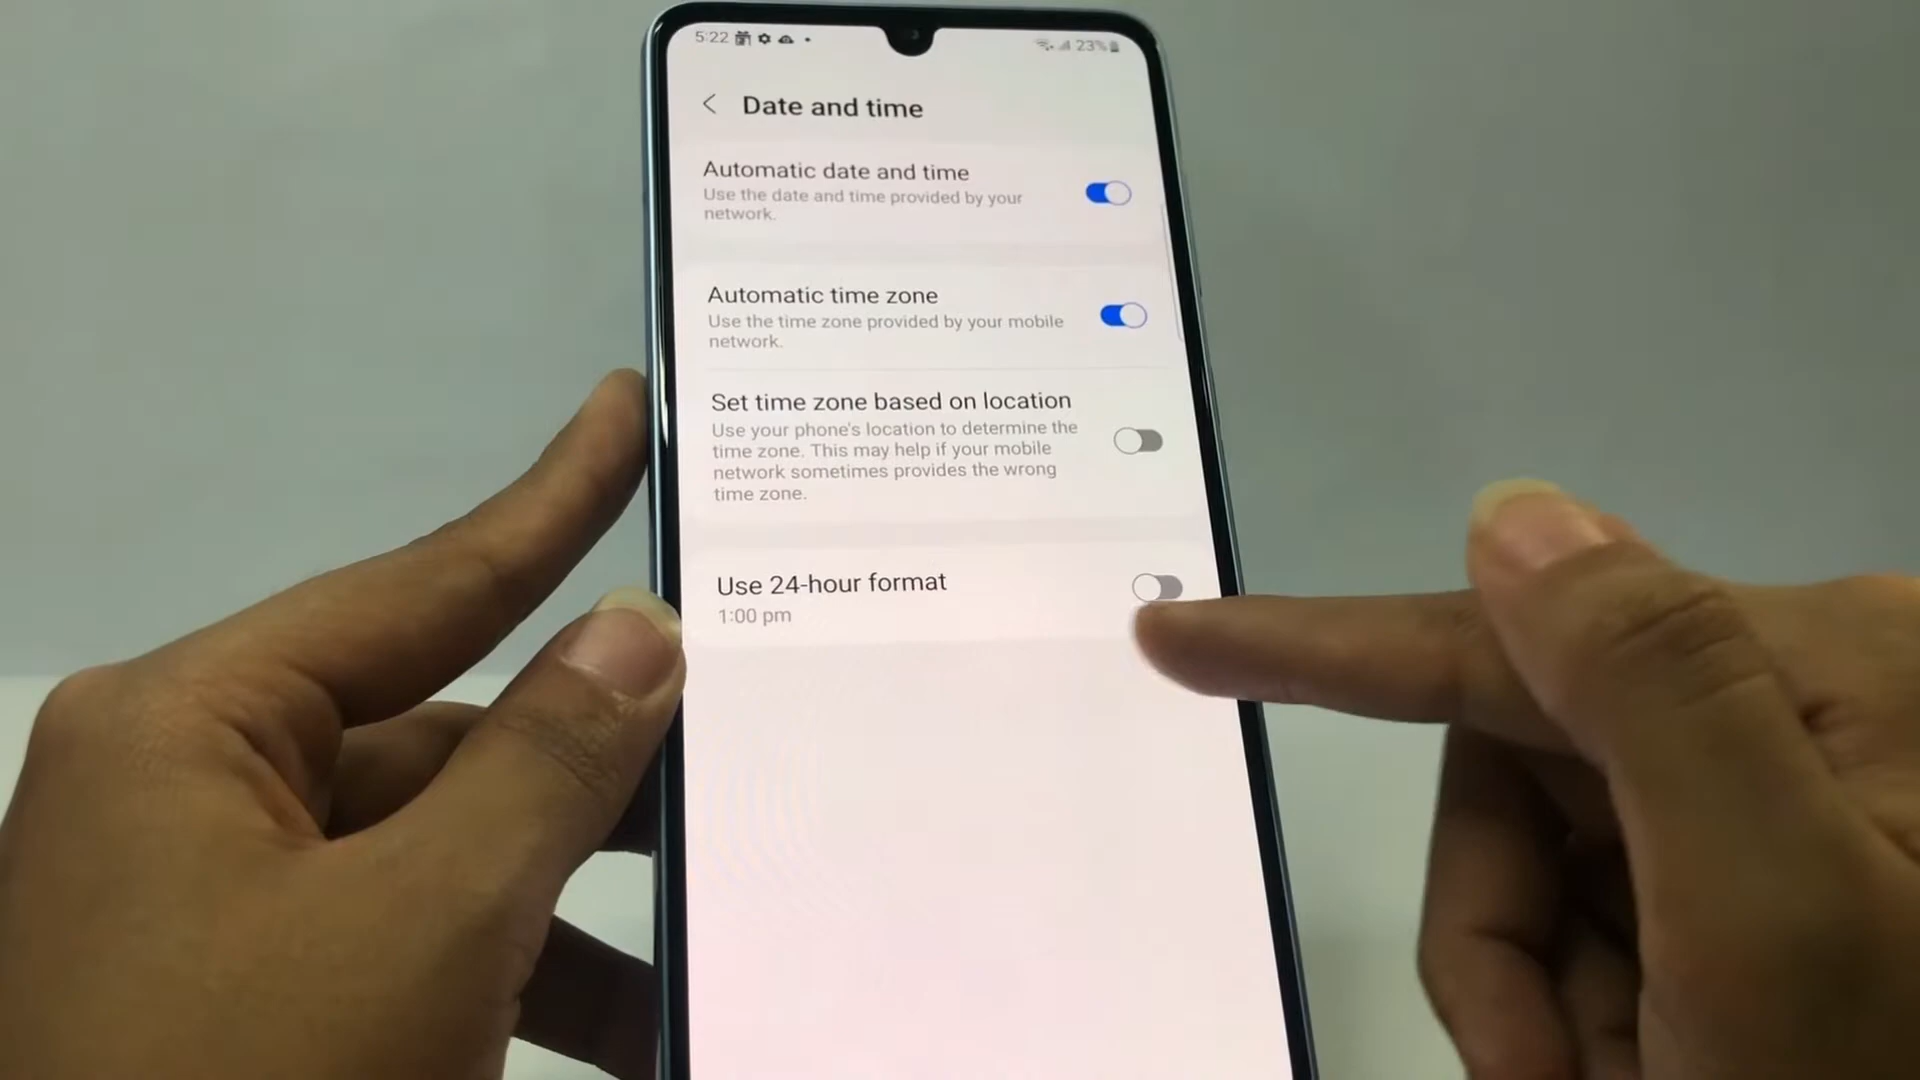 5:22
23%
Date and time
Automatic date and time
Use the date and time provided by your
network.
Automatic time zone
Use the time zone provided by your mobile
network.
Set time zone based on location
Use your phone's location to determine the
time zone. This may help if your mobile
network sometimes provides the wrong
time zone.
Use 24-hour format
1:00 pm